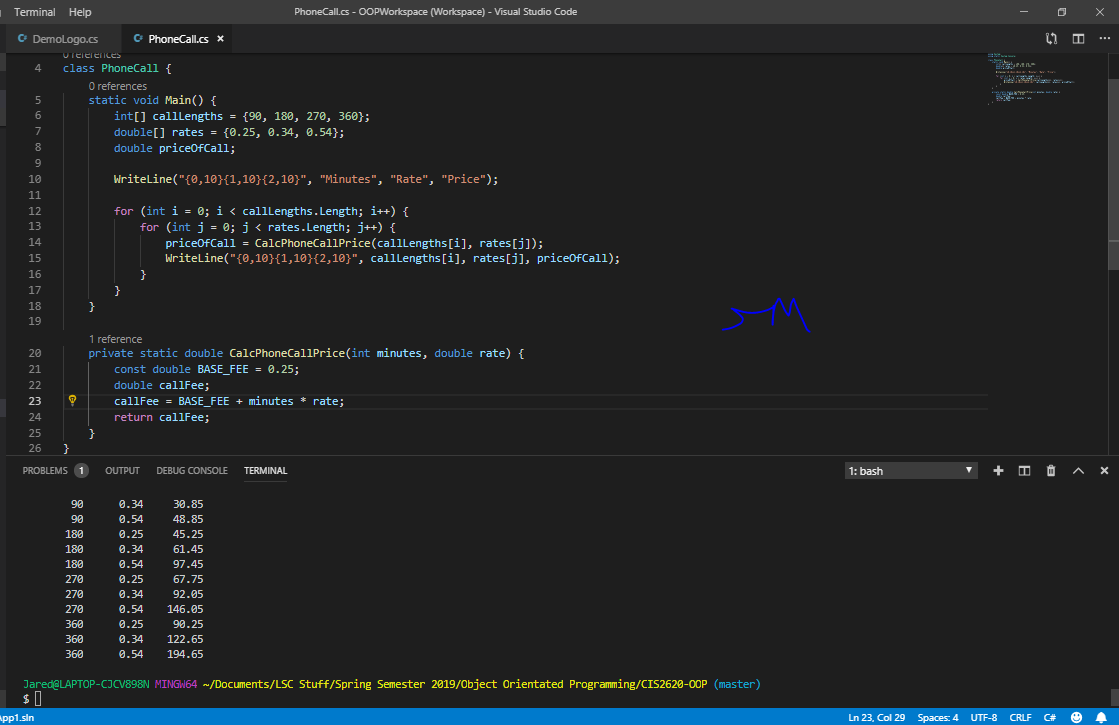 Terminal Help PhoneCall.cs - OOPWorkspace (Workspace) - Visual Studio Code
DemoLogo.cs PhoneCall.cs
0 references
4 class PhoneCall {
0 references
5 static void Main() {
6 int[] callLengths = {90, 180, 270, 360};
7 double[] rates = {0.25, 0.34, 0.54};
8 double priceOfCall;
9
10 WriteLine("{0,10}{1,10}{2,10}", "Minutes", "Rate", "Price");
11
12 for (int i = 0; i < callLengths.Length; i++) {
13 for (int j = 0; j < rates.Length; j++) {
14 priceOfCall = CalcPhoneCallPrice(callLengths[i], rates[j]);
15 WriteLine("{0,10}{1,10}{2,10}", callLengths[i], rates[j], priceOfCall);
16 }
17 }
18 }
19
1 reference
20 private static double CalcPhoneCallPrice(int minutes, double rate) {
21 const double BASE_FEE = 0.25;
22 double callFee;
23 callFee = BASE_FEE + minutes * rate;
24 return callFee;
25 }
26 }
PROBLEMS 1 OUTPUT DEBUG CONSOLE TERMINAL 1: bash
90 0.34 30.85
90 0.54 48.85
180 0.25 45.25
180 0.34 61.45
180 0.54 97.45
270 0.25 67.75
270 0.34 92.05
270 0.54 146.05
360 0.25 90.25
360 0.34 122.65
360 0.54 194.65
Jared@LAPTOP-CJCV898N MINGW64 ~/Documents/LSC Stuff/Spring Semester 2019/Object Orientated Programming/CIS2620-OOP (master)
$
App1.sln Ln 23, Col 29 Spaces: 4 UTF-8 CRLF C#